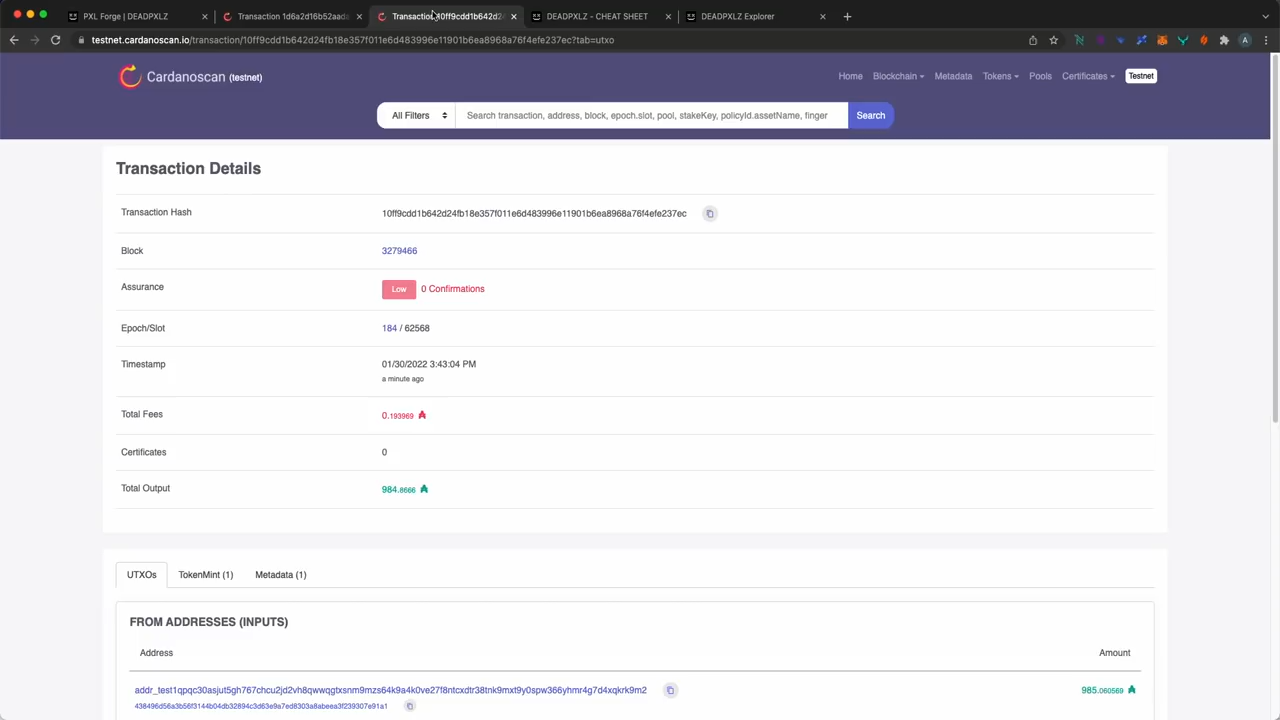 PXL Forge | DEADPXLZ
Transaction 1d6a2d16b52aada
Transaction 10ff9cdd1b642d2
DEADPXLZ - CHEAT SHEET
DEADPXLZ Explorer
testnet.cardanoscan.io/transaction/10ff9cdd1b642d24fb18e357f011e6d483996e11901b6ea8968a76f4efe237ec?tab=utxo
Cardanoscan (testnet)
Home Blockchain Metadata Tokens Pools Certificates Testnet
All Filters Search transaction, address, block, epoch.slot, pool, stakeKey, policyId.assetName, finger Search
Transaction Details
Transaction Hash 10ff9cdd1b642d24fb18e357f011e6d483996e11901b6ea8968a76f4efe237ec
Block 3279466
Assurance Low 0 Confirmations
Epoch/Slot 184 / 62568
Timestamp 01/30/2022 3:43:04 PM
a minute ago
Total Fees 0.193969 ₳
Certificates 0
Total Output 984.8666 ₳
UTXOs TokenMint (1) Metadata (1)
FROM ADDRESSES (INPUTS)
Address Amount
addr_test1qpqc30asjut5gh767chcu2jd2vh8qwwqgtxsnm9mzs64k9a4k0ve27f8ntcxdtr38tnk9mxt9y0spw366yhmr4g7d4xqkrk9m2 985.060569 ₳
438496d56a3b56f3144b04db32894c3d63e9a7ed8303a8abeea3f239307e91a1